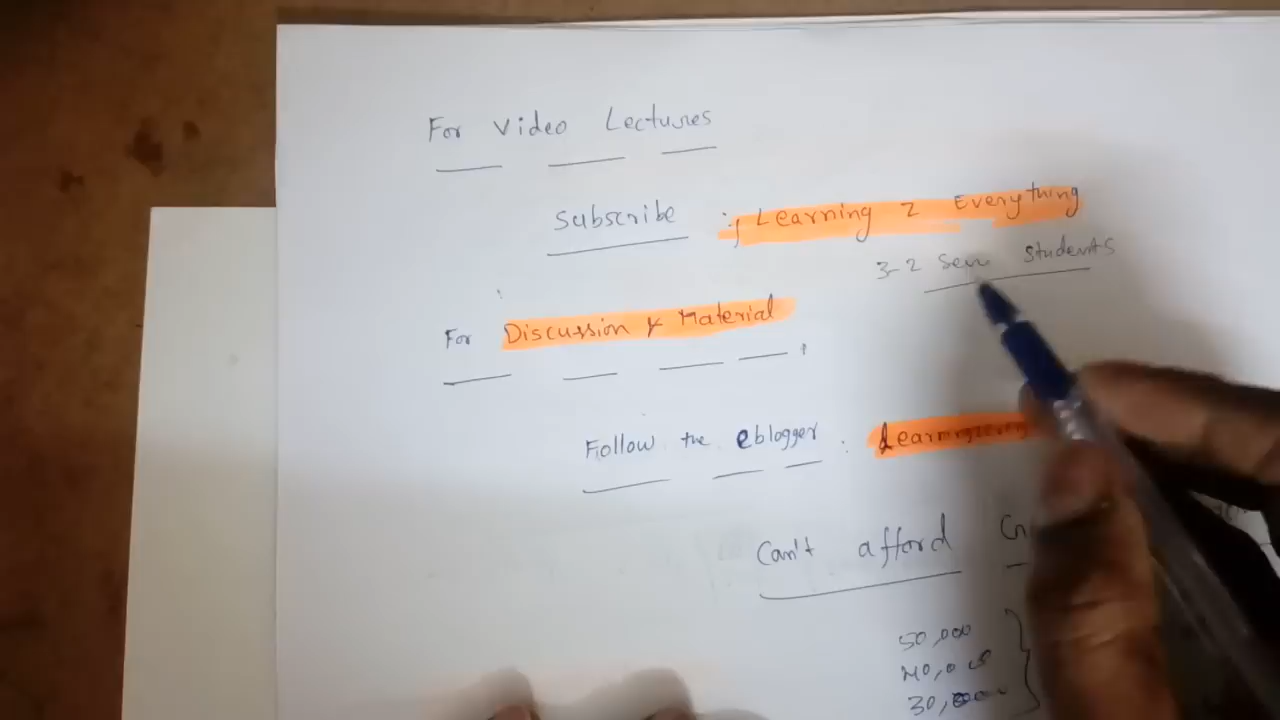 For Video Lectures
Subscribe : Learning 2 Everything
3-2 Sem Students
For Discussion & Material
Follow the eblogger :
Can't afford
50,000
40,000
30,000